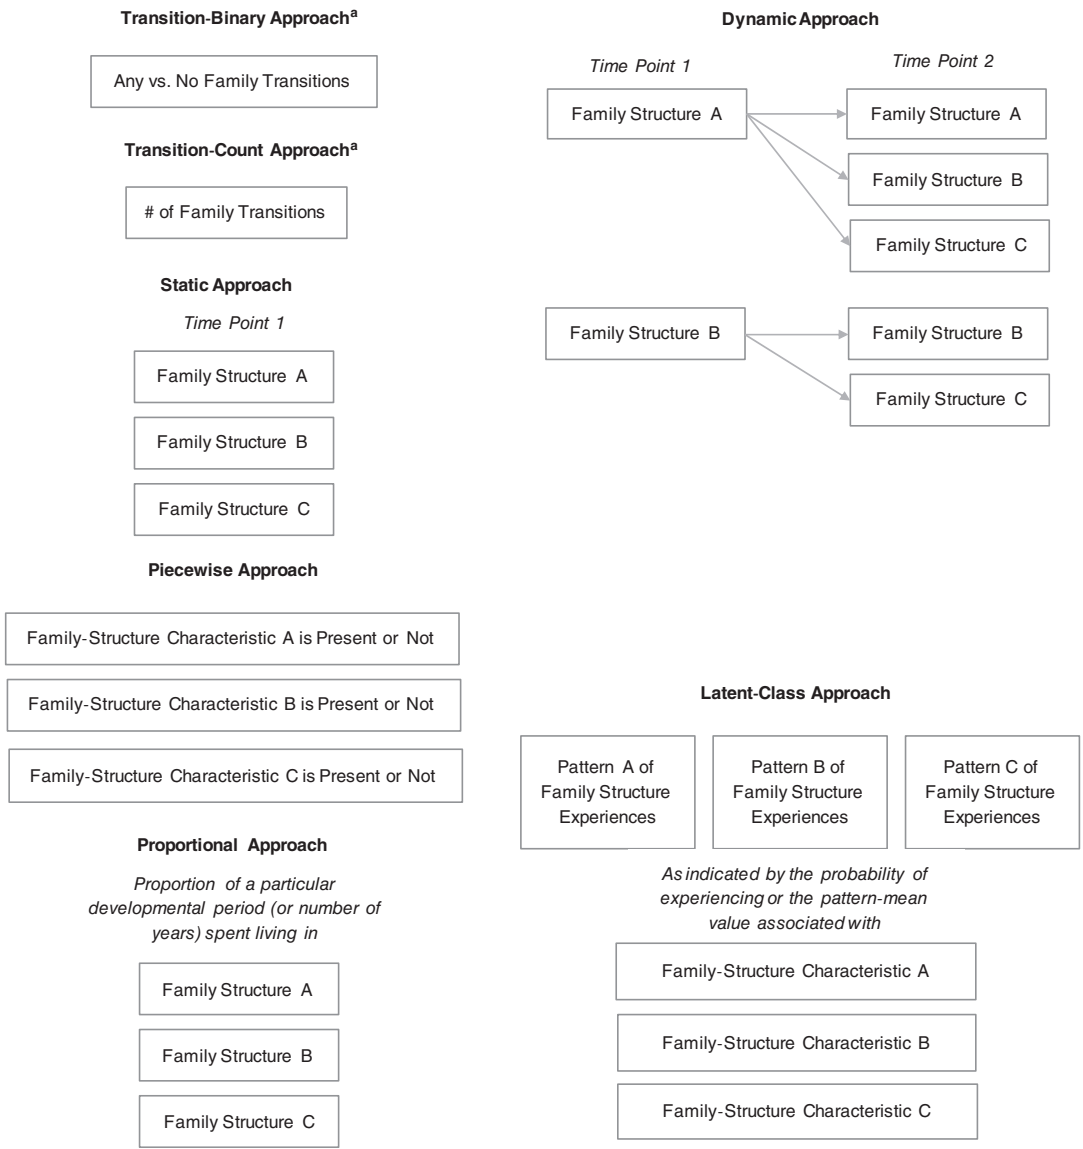 Transition-Binary Approachᵃ
Any vs. No Family Transitions
Transition-Count Approachᵃ
# of Family Transitions
Static Approach
Time Point 1
Family Structure A
Family Structure B
Family Structure C
Piecewise Approach
Family-Structure Characteristic A is Present or Not
Family-Structure Characteristic B is Present or Not
Family-Structure Characteristic C is Present or Not
Proportional Approach
Proportion of a particular
developmental period (or number of
years) spent living in
Family Structure A
Family Structure B
Family Structure C
Dynamic Approach
Time Point 1
Time Point 2
Family Structure A
Family Structure A
Family Structure B
Family Structure C
Family Structure B
Family Structure B
Family Structure C
Latent-Class Approach
Pattern A of
Family Structure
Experiences
Pattern B of
Family Structure
Experiences
Pattern C of
Family Structure
Experiences
As indicated by the probability of
experiencing or the pattern-mean
value associated with
Family-Structure Characteristic A
Family-Structure Characteristic B
Family-Structure Characteristic C